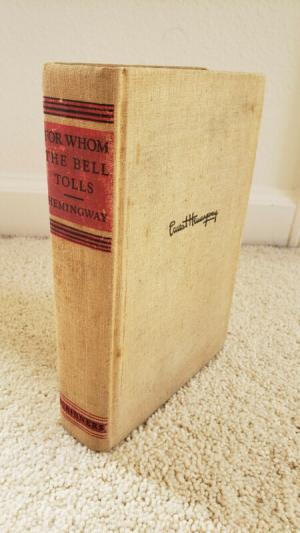 FOR WHOM
THE BELL
TOLLS
HEMINGWAY
SCRIBNERS
Ernest Hemingway